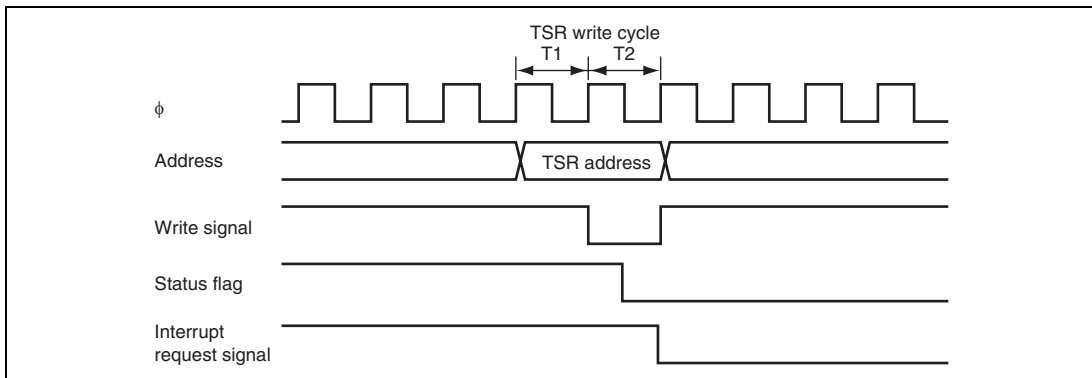 TSR write cycle
T1 T2
ϕ
Address
TSR address
Write signal
Status flag
Interrupt
request signal